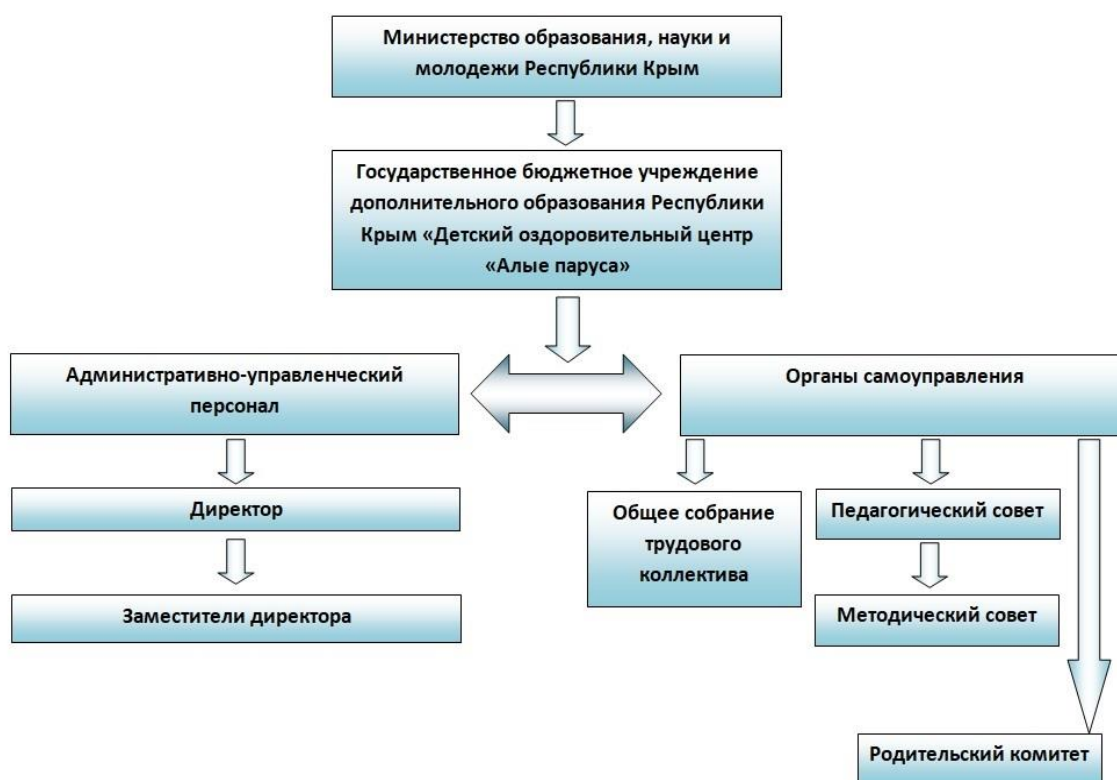 Министерство образования, науки и
молодежи Республики Крым
Государственное бюджетное учреждение
дополнительного образования Республики
Крым «Детский оздоровительный центр
«Алые паруса»
Административно-управленческий
персонал
Органы самоуправления
Директор
Заместители директора
Общее собрание
трудового
коллектива
Педагогический совет
Методический совет
Родительский комитет